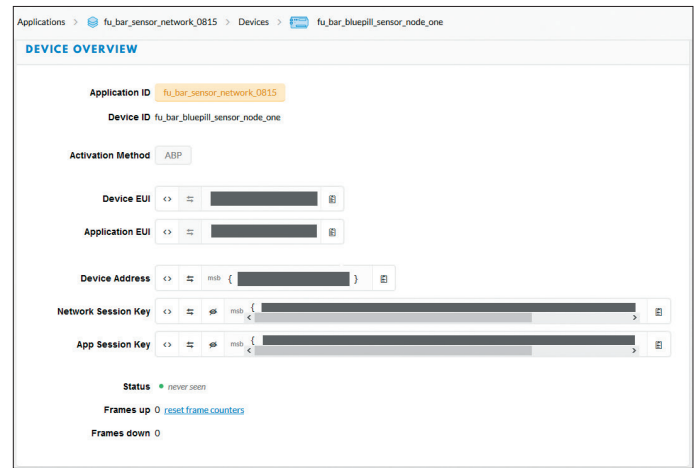 Applications > fu_bar_sensor_network_0815 > Devices > fu_bar_bluepill_sensor_node_one
DEVICE OVERVIEW
Application ID fu_bar_sensor_network_0815
Device ID fu_bar_bluepill_sensor_node_one
Activation Method ABP
Device EUI <>
Application EUI <>
Device Address <> msb { }
Network Session Key <> msb {
< >
App Session Key <> msb {
< >
Status never seen
Frames up 0 reset frame counters
Frames down 0